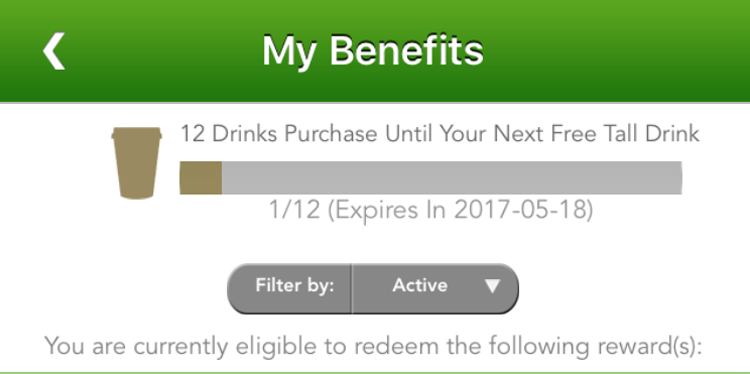 My Benefits
12 Drinks Purchase Until Your Next Free Tall Drink
1/12 (Expires In 2017-05-18)
Filter by: Active
You are currently eligible to redeem the following reward(s):